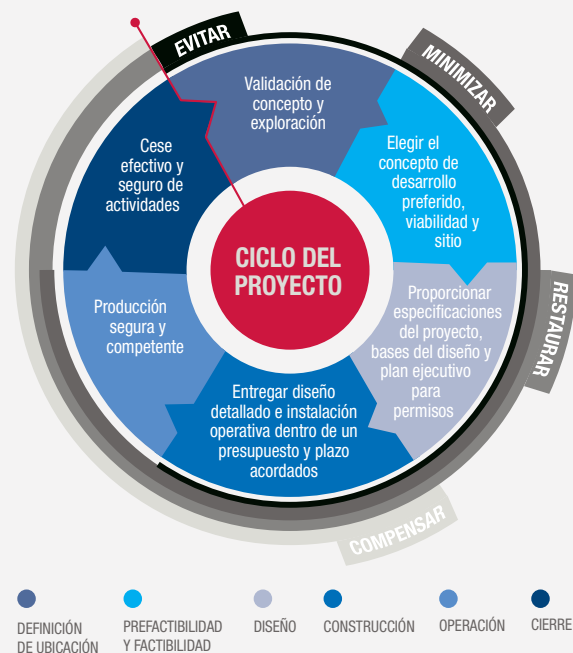 EVITAR
MINIMIZAR
RESTAURAR
COMPENSAR
Validación de
concepto y
exploración
Elegir el
concepto de
desarrollo
preferido,
viabilidad y
sitio
Proporcionar
especificaciones
del proyecto,
bases del diseño y
plan ejecutivo
para
permisos
Entregar diseño
detallado e instalación
operativa dentro de un
presupuesto y plazo
acordados
Producción
segura y
competente
Cese
efectivo y
seguro de
actividades
CICLO DEL
PROYECTO
DEFINICIÓN
DE UBICACIÓN
PREFACTIBILIDAD
Y FACTIBILIDAD
DISEÑO
CONSTRUCCIÓN
OPERACIÓN
CIERRE